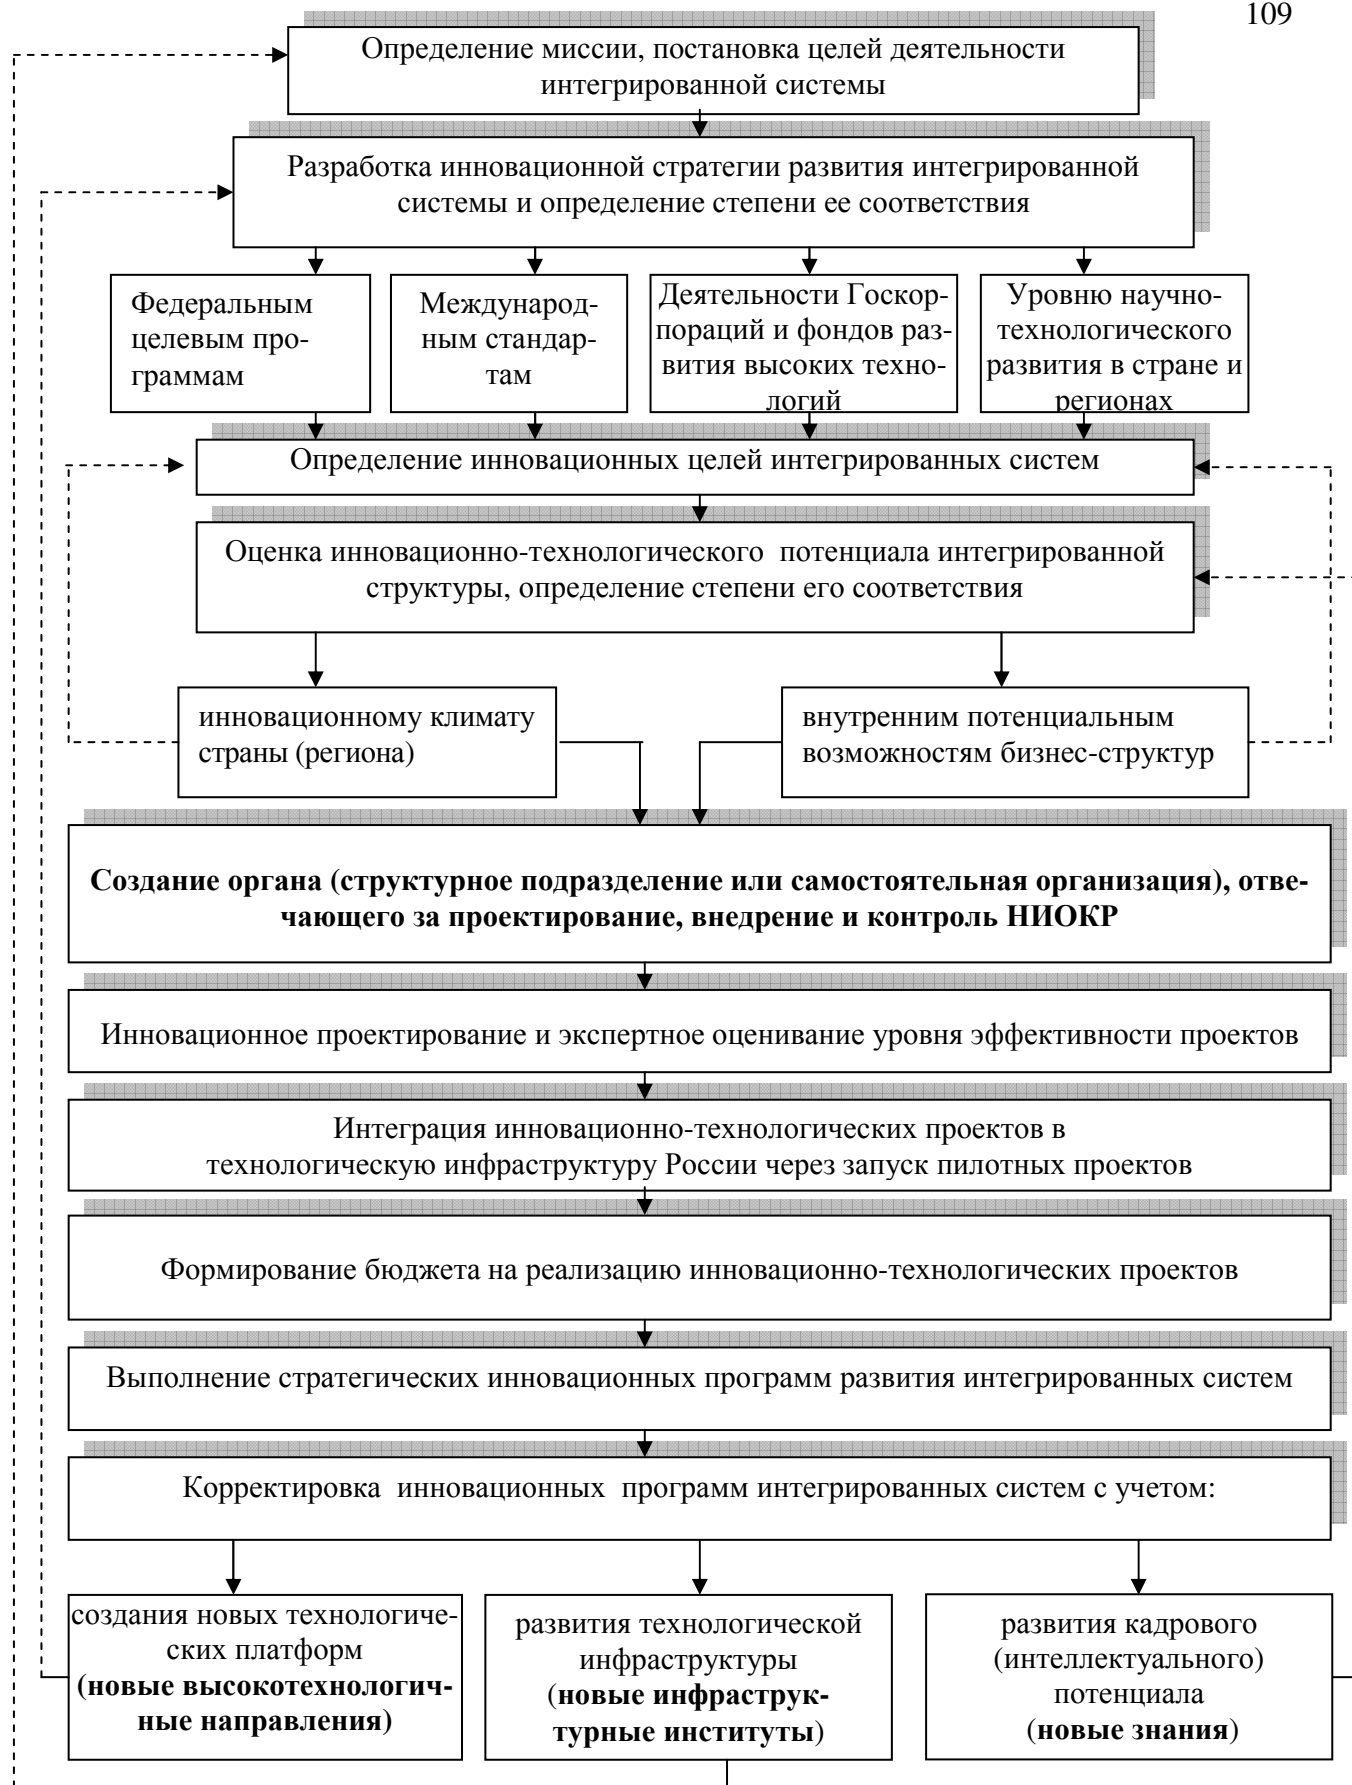 109
Определение миссии, постановка целей деятельности
интегрированной системы
Разработка инновационной стратегии развития интегрированной
системы и определение степени ее соответствия
Федеральным
целевым про-
граммам
Международ-
ным стандар-
там
Деятельности Госкор-
пораций и фондов раз-
вития высоких техно-
логий
Уровню научно-
технологического
развития в стране и
регионах
Определение инновационных целей интегрированных систем
Оценка инновационно-технологического потенциала интегрированной
структуры, определение степени его соответствия
инновационному климату
страны (региона)
внутренним потенциальным
возможностям бизнес-структур
Создание органа (структурное подразделение или самостоятельная организация), отве-
чающего за проектирование, внедрение и контроль НИОКР
Инновационное проектирование и экспертное оценивание уровня эффективности проектов
Интеграция инновационно-технологических проектов в
технологическую инфраструктуру России через запуск пилотных проектов
Формирование бюджета на реализацию инновационно-технологических проектов
Выполнение стратегических инновационных программ развития интегрированных систем
Корректировка инновационных программ интегрированных систем с учетом:
создания новых технологиче-
ских платформ
(новые высокотехнологич-
ные направления)
развития технологической
инфраструктуры
(новые инфраструк-
турные институты)
развития кадрового
(интеллектуального)
потенциала
(новые знания)